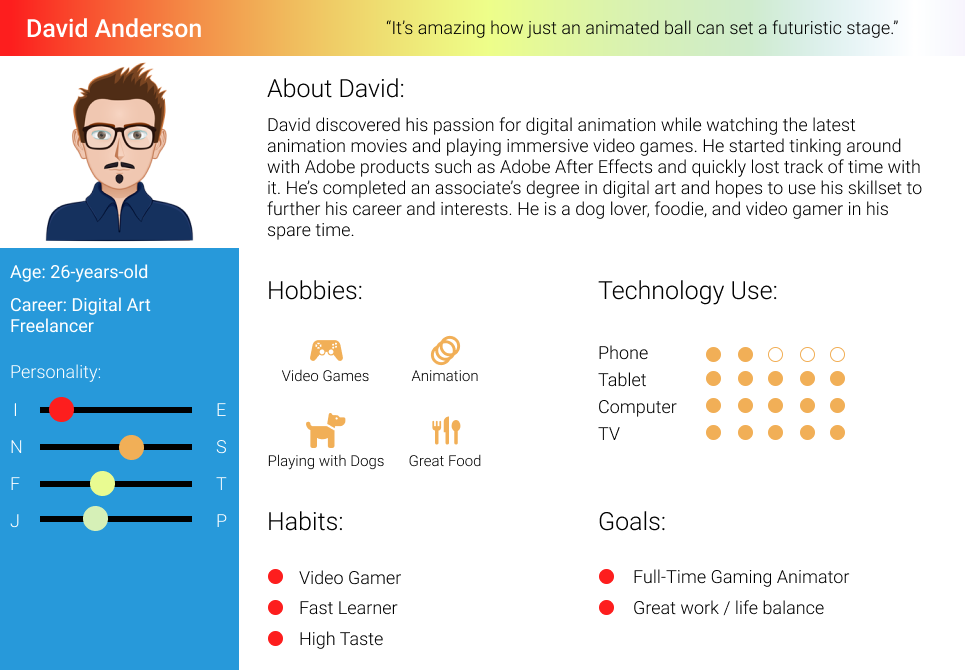 David Anderson
“It’s amazing how just an animated ball can set a futuristic stage.”
About David:
David discovered his passion for digital animation while watching the latest
animation movies and playing immersive video games. He started tinking around
with Adobe products such as Adobe After Effects and quickly lost track of time with
it. He’s completed an associate’s degree in digital art and hopes to use his skillset to
further his career and interests. He is a dog lover, foodie, and video gamer in his
spare time.
Age: 26-years-old
Career: Digital Art
Freelancer
Personality:
I E
N S
F T
J P
Hobbies:
Video Games
Animation
Playing with Dogs
Great Food
Technology Use:
Phone
Tablet
Computer
TV
Habits:
Video Gamer
Fast Learner
High Taste
Goals:
Full-Time Gaming Animator
Great work / life balance